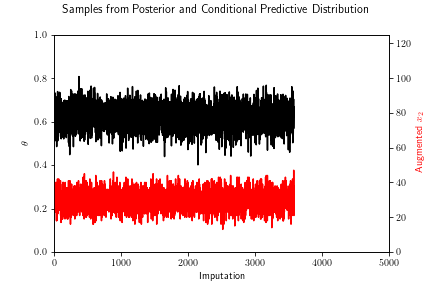 Samples from Posterior and Conditional Predictive Distribution
1.0
0.8
0.6
0.4
0.2
0.0
θ
120
100
80
60
40
20
0
Augmented x₂
0 1000 2000 3000 4000 5000
Imputation